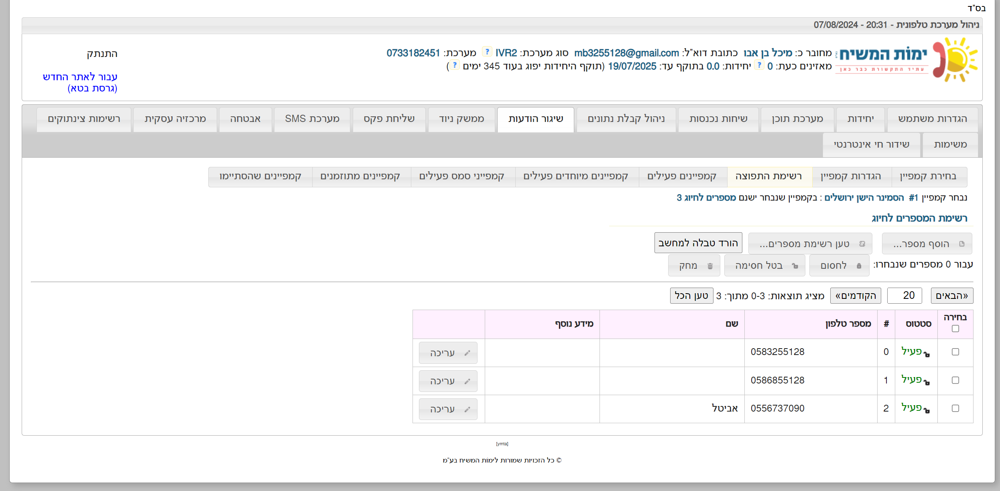 בס"ד
ניהול מערכת טלפונית - 20:31 - 07/08/2024
ימות המשיח
עתיד התקשורת כבר כאן
מחובר כ: מיכל בן אבו כתובת דוא"ל: mb3255128@gmail.com סוג מערכת: IVR2 ? מערכת: 0733182451
מאזינים כעת: 0 ? יחידות: 0.0 בתוקף עד: 19/07/2025 (תוקף היחידות יפוג בעוד 345 ימים ?)
התנתק
עבור לאתר החדש
(גרסת בטא)
הגדרות משתמש יחידות מערכת תוכן שיחות נכנסות ניהול קבלת נתונים שיגור הודעות ממשק ניוד שליחת פקס מערכת SMS אבטחה מרכזיה עסקית רשימות צינתוקים
משימות שידור חי אינטרנטי
בחירת קמפיין הגדרות קמפיין רשימת התפוצה קמפיינים פעילים קמפיינים מיוחדים פעילים קמפייני סמס פעילים קמפיינים מתוזמנים קמפיינים שהסתיימו
נבחר קמפיין #1 הסמינר הישן ירושלים : בקמפיין שנבחר ישנם מספרים לחיוג 3
רשימת המספרים לחיוג
הוסף מספר... טען רשימת מספרים... הורד טבלה למחשב
עבור 0 מספרים שנבחרו: לחסום בטל חסימה מחק
«הבאים 20 הקודמים» מציג תוצאות: 0-3 מתוך: 3 טען הכל
בחירה סטטוס # מספר טלפון שם מידע נוסף
פעיל 0 0583255128 עריכה
פעיל 1 0586855128 עריכה
פעיל 2 0556737090 אביטל עריכה
[ymta]
© כל הזכויות שמורות לימות המשיח בע"מ